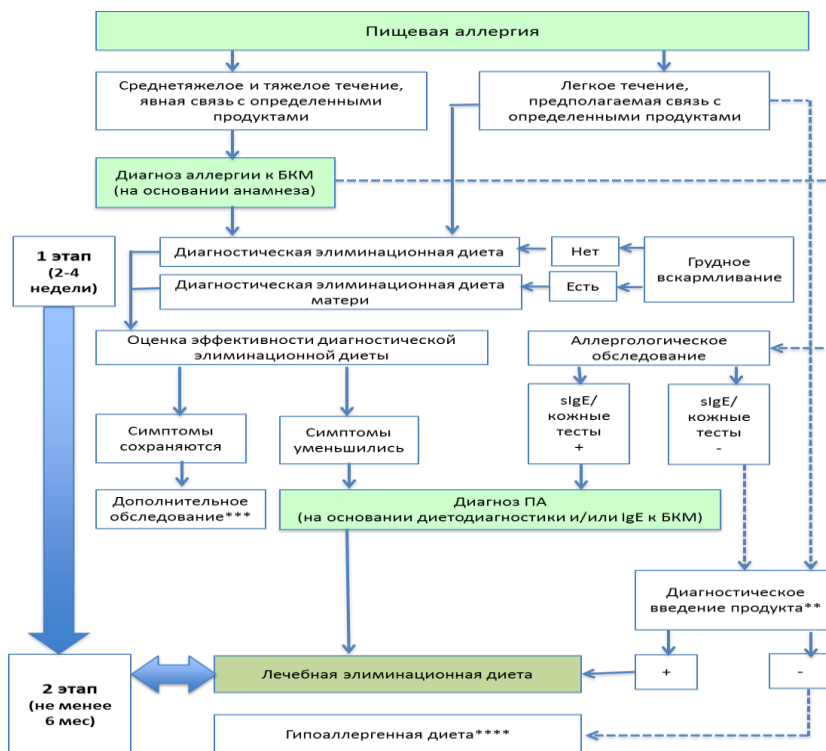 Пищевая аллергия
Среднетяжелое и тяжелое течение,
явная связь с определенными
продуктами
Легкое течение,
предполагаемая связь с
определенными продуктами
Диагноз аллергии к БКМ
(на основании анамнеза)
1 этап
(2-4
недели)
Диагностическая элиминационная диета
Нет
Грудное
вскармливание
Диагностическая элиминационная диета
матери
Есть
Оценка эффективности диагностической
элиминационной диеты
Аллергологическое
обследование
Симптомы
сохраняются
Симптомы
уменьшились
sIgE/
кожные
тесты
+
sIgE/
кожные
тесты
-
Дополнительное
обследование***
Диагноз ПА
(на основании диетодиагностики и/или IgE к БКМ)
Диагностическое
введение продукта**
2 этап
(не менее
6 мес)
Лечебная элиминационная диета
+
-
Гипоаллергенная диета****